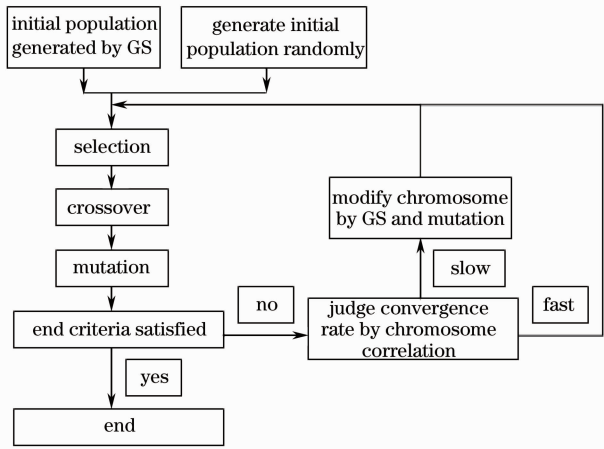 initial population
generated by GS
generate initial
population randomly
selection
crossover
modify chromosome
by GS and mutation
mutation
slow
no
judge convergence
rate by chromosome
correlation
fast
end criteria satisfied
yes
end